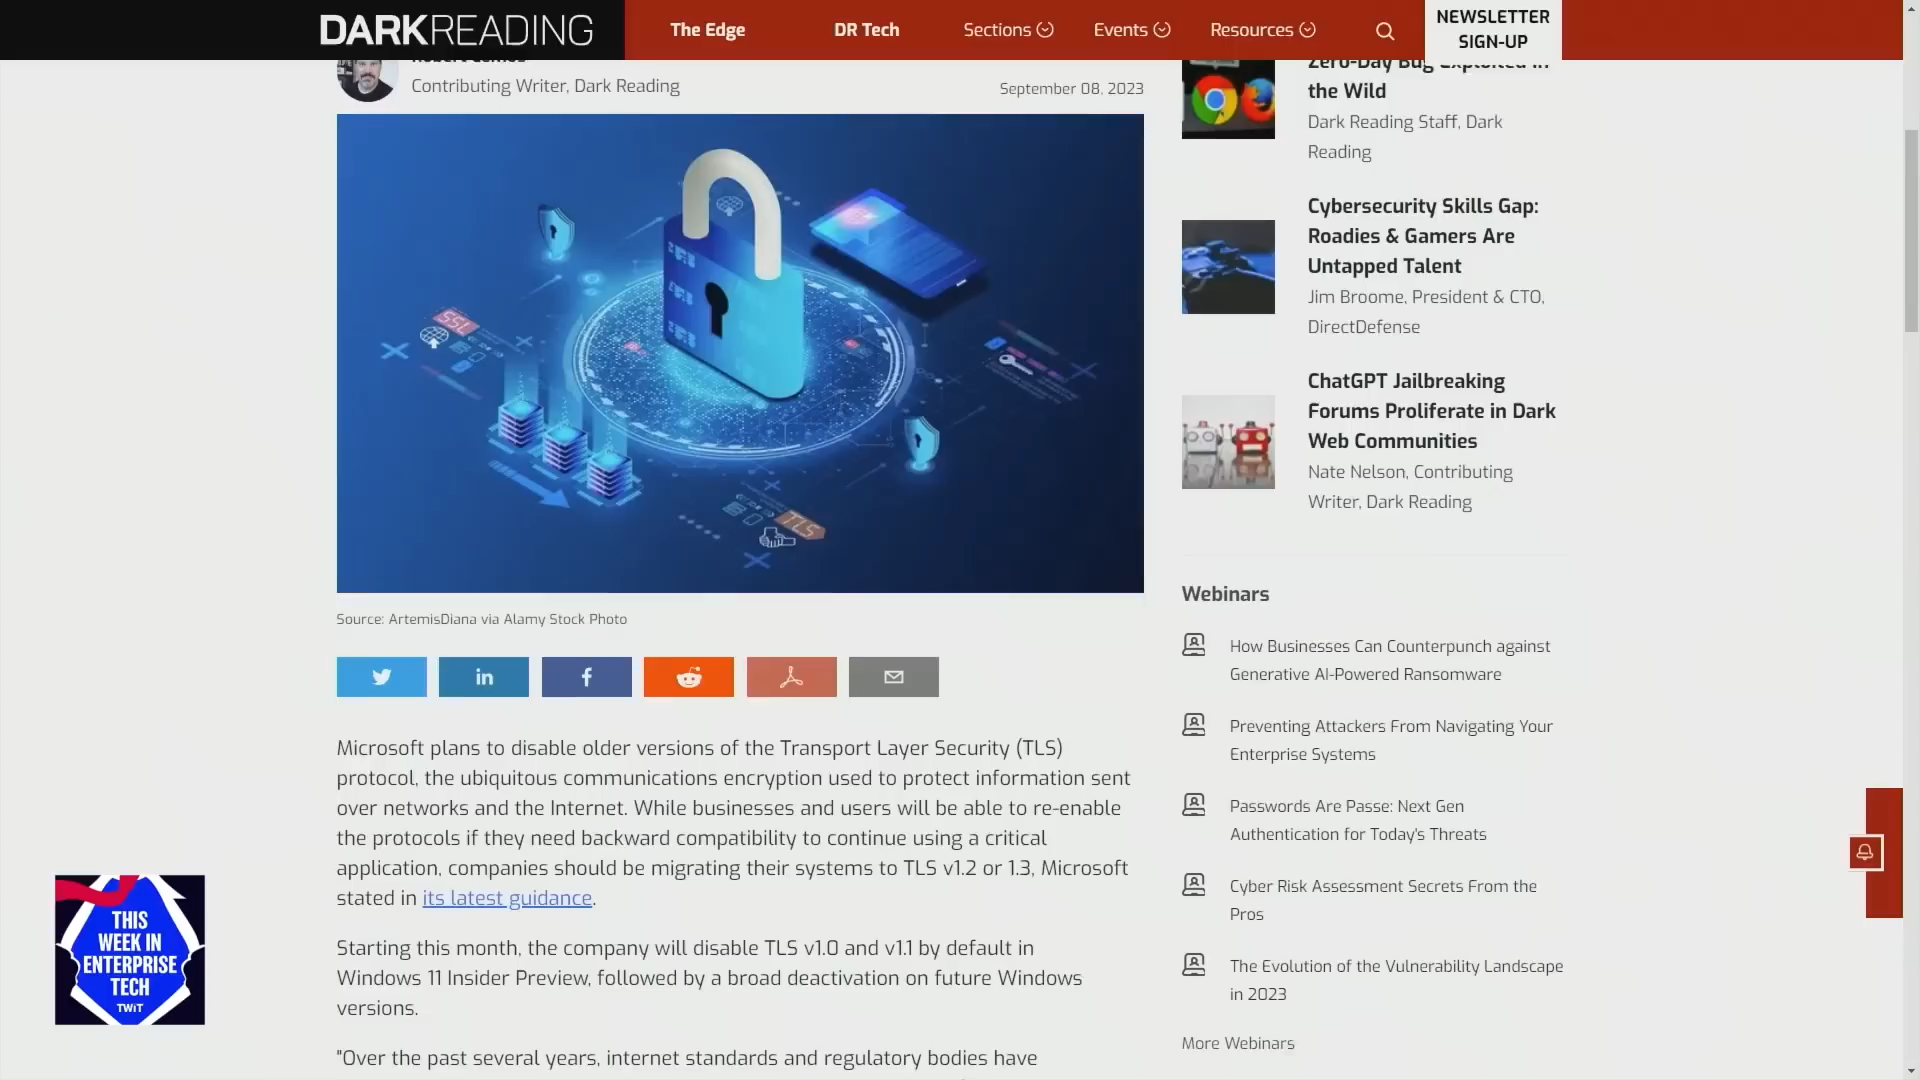 DARKREADING
The Edge
DR Tech
Sections
Events
Resources
NEWSLETTER
SIGN-UP
Contributing Writer, Dark Reading
September 08, 2023
SSL
TLS
Source: ArtemisDiana via Alamy Stock Photo
in
f
Microsoft plans to disable older versions of the Transport Layer Security (TLS)
protocol, the ubiquitous communications encryption used to protect information sent
over networks and the Internet. While businesses and users will be able to re-enable
the protocols if they need backward compatibility to continue using a critical
application, companies should be migrating their systems to TLS v1.2 or 1.3, Microsoft
stated in its latest guidance.
Starting this month, the company will disable TLS v1.0 and v1.1 by default in
Windows 11 Insider Preview, followed by a broad deactivation on future Windows
versions.
"Over the past several years, internet standards and regulatory bodies have
Zero-Day Bug Exploited in
the Wild
Dark Reading Staff, Dark
Reading
Cybersecurity Skills Gap:
Roadies & Gamers Are
Untapped Talent
Jim Broome, President & CTO,
DirectDefense
ChatGPT Jailbreaking
Forums Proliferate in Dark
Web Communities
Nate Nelson, Contributing
Writer, Dark Reading
Webinars
How Businesses Can Counterpunch against
Generative AI-Powered Ransomware
Preventing Attackers From Navigating Your
Enterprise Systems
Passwords Are Passe: Next Gen
Authentication for Today's Threats
Cyber Risk Assessment Secrets From the
Pros
The Evolution of the Vulnerability Landscape
in 2023
More Webinars
THIS
WEEK IN
ENTERPRISE
TECH
TWiT